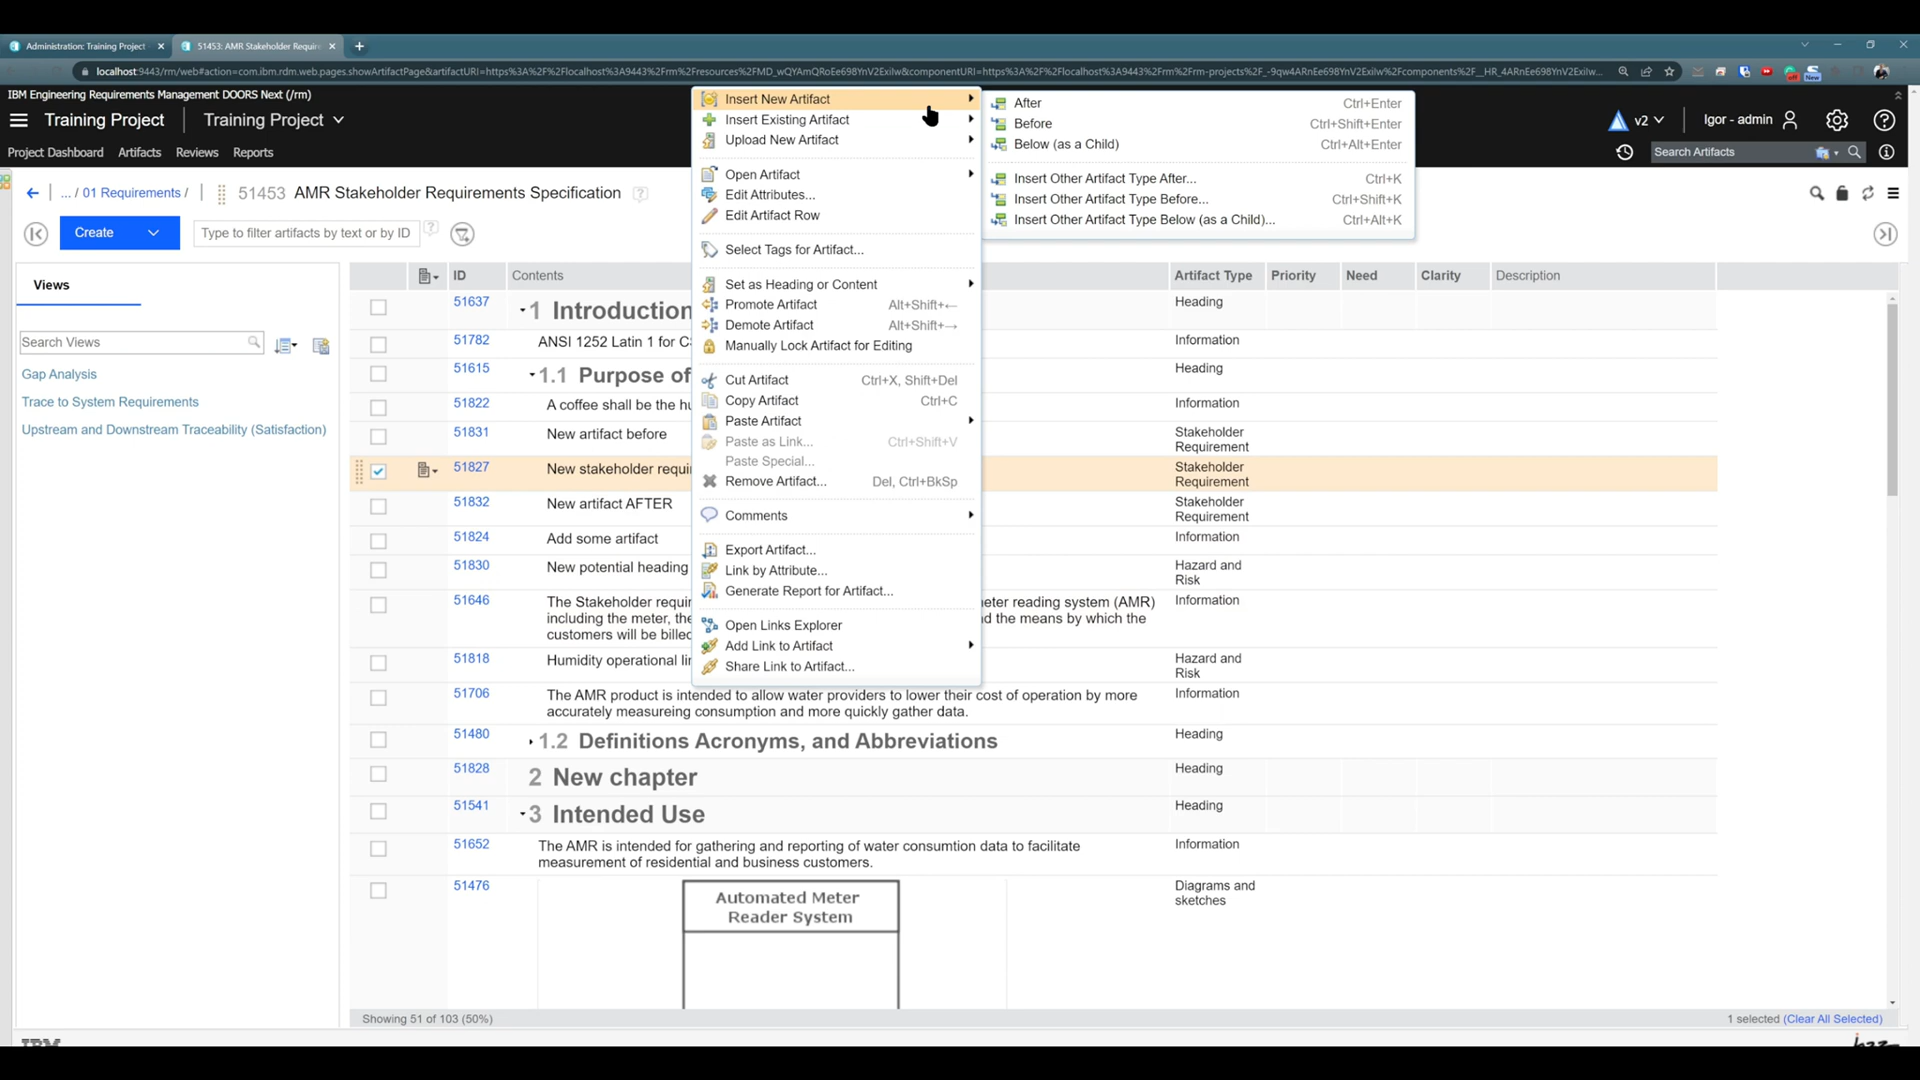 Administration: Training Project
51453: AMR Stakeholder Require
localhost:9443/rm/web#action=com.ibm.rdm.web.pages.showArtifactPage&artifactURI=https%3A%2F%2Flocalhost%3A9443%2Frm%2Fresources%2FMD_wQYAmQRoEe698YnV2Exilw&componentURI=https%3A%2F%2Flocalhost%3A9443%2Frm%2Frm-projects%2F_-9qw4ARnEe698YnV2Exilw%2Fcomponents%2F__HR_4ARnEe698YnV2Exilw...
IBM Engineering Requirements Management DOORS Next (/rm)
Training Project
Training Project
v2
Igor - admin
Project Dashboard
Artifacts
Reviews
Reports
Search Artifacts
... / 01 Requirements /
51453 AMR Stakeholder Requirements Specification
Create
Type to filter artifacts by text or by ID
Views
Search Views
Gap Analysis
Trace to System Requirements
Upstream and Downstream Traceability (Satisfaction)
ID
Contents
Artifact Type
Priority
Need
Clarity
Description
51637
1 Introduction
Heading
51782
ANSI 1252 Latin 1 for C
Information
51615
1.1 Purpose of
Heading
51822
A coffee shall be the hu
Information
51831
New artifact before
Stakeholder
Requirement
51827
New stakeholder requi
Stakeholder
Requirement
51832
New artifact AFTER
Stakeholder
Requirement
51824
Add some artifact
Information
51830
New potential heading
Hazard and
Risk
51646
The Stakeholder requir
eter reading system (AMR)
including the meter, the
d the means by which the
customers will be billed
Information
51818
Humidity operational li
Hazard and
Risk
51706
The AMR product is intended to allow water providers to lower their cost of operation by more
accurately measureing consumption and more quickly gather data.
Information
51480
1.2 Definitions Acronyms, and Abbreviations
Heading
51828
2 New chapter
Heading
51541
3 Intended Use
Heading
51652
The AMR is intended for gathering and reporting of water consumtion data to facilitate
measurement of residential and business customers.
Information
51476
Automated Meter
Reader System
Diagrams and
sketches
Showing 51 of 103 (50%)
1 selected (Clear All Selected)
Insert New Artifact
Insert Existing Artifact
Upload New Artifact
Open Artifact
Edit Attributes...
Edit Artifact Row
Select Tags for Artifact...
Set as Heading or Content
Promote Artifact Alt+Shift+←
Demote Artifact Alt+Shift+→
Manually Lock Artifact for Editing
Cut Artifact Ctrl+X, Shift+Del
Copy Artifact Ctrl+C
Paste Artifact
Paste as Link... Ctrl+Shift+V
Paste Special...
Remove Artifact... Del, Ctrl+BkSp
Comments
Export Artifact...
Link by Attribute...
Generate Report for Artifact...
Open Links Explorer
Add Link to Artifact
Share Link to Artifact...
After Ctrl+Enter
Before Ctrl+Shift+Enter
Below (as a Child) Ctrl+Alt+Enter
Insert Other Artifact Type After... Ctrl+K
Insert Other Artifact Type Before... Ctrl+Shift+K
Insert Other Artifact Type Below (as a Child)... Ctrl+Alt+K
IBM